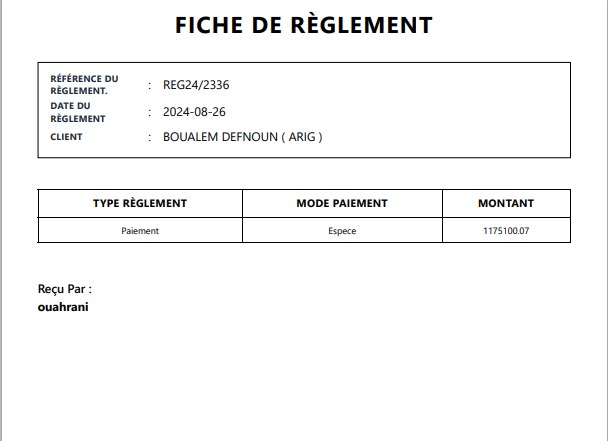 FICHE DE RÈGLEMENT
RÉFÉRENCE DU
RÈGLEMENT. : REG24/2336
DATE DU
RÈGLEMENT : 2024-08-26
CLIENT : BOUALEM DEFNOUN ( ARIG )
TYPE RÈGLEMENT MODE PAIEMENT MONTANT
Paiement Espece 1175100.07
Reçu Par :
ouahrani